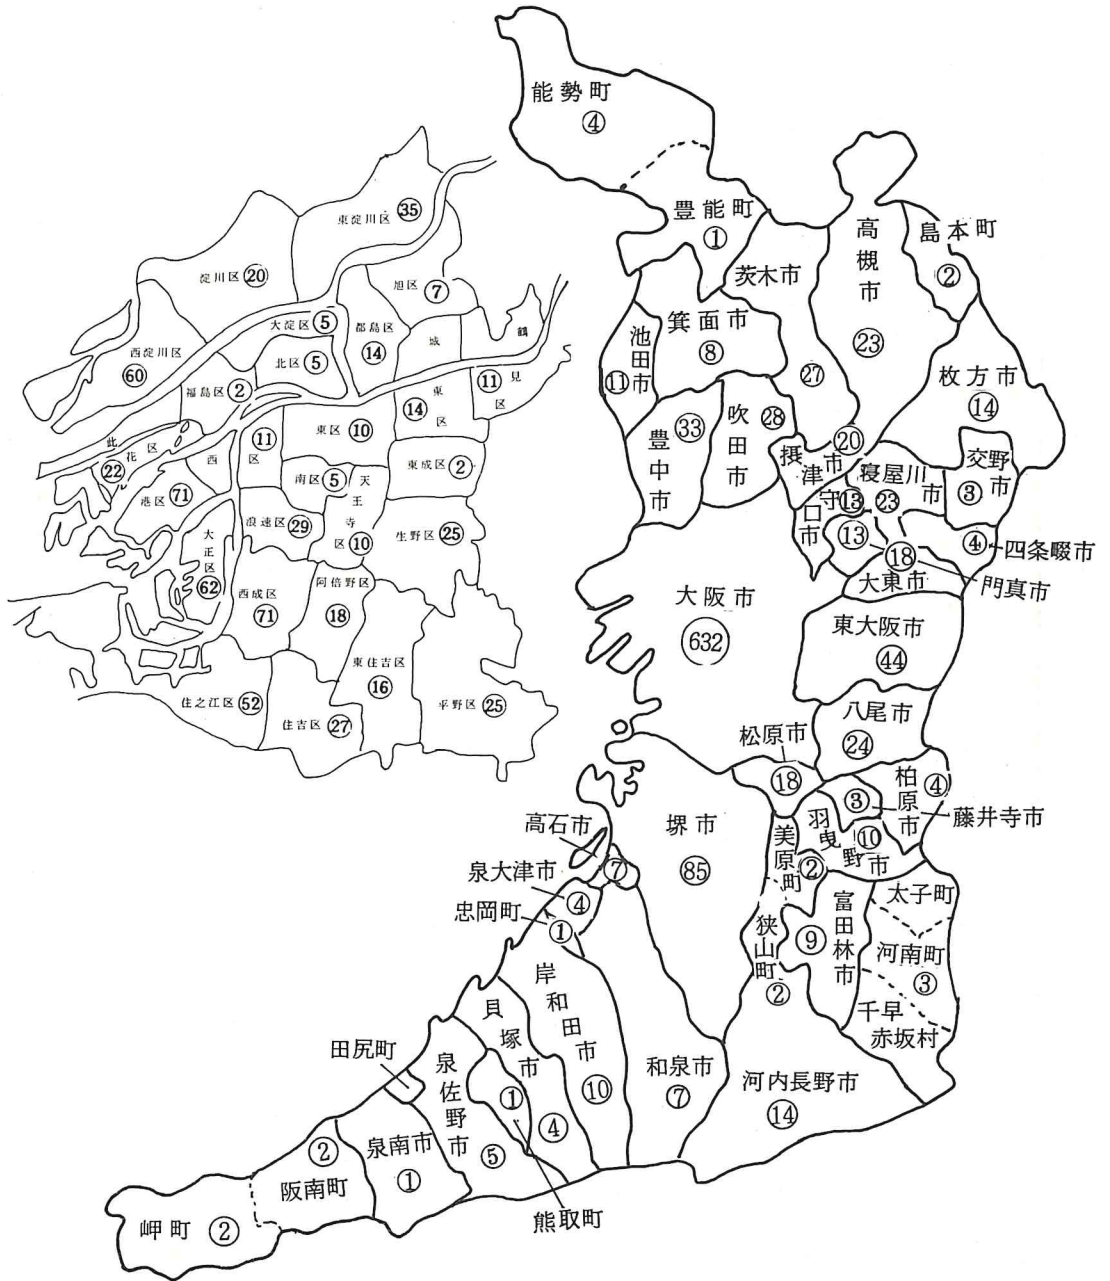 能勢町
④
豊能町
①
茨木市
27
高槻市
23
島本町
②
池田市
⑪
箕面市
⑧
枚方市
⑭
豊中市
33
吹田市
28
摂津市
⑳
守口市
⑬
寝屋川市
23
交野市
③
④
四条畷市
⑬
門真市
⑱
大東市
大阪市
632
東大阪市
44
八尾市
24
松原市
⑱
柏原市
④
③
藤井寺市
羽曳野市
⑩
美原町
②
堺市
85
高石市
⑦
泉大津市
④
忠岡町
①
狭山町
②
富田林市
⑨
太子町
河南町
③
千早
赤坂村
河内長野市
⑭
和泉市
⑦
岸和田市
⑩
貝塚市
④
熊取町
①
泉佐野市
⑤
田尻町
泉南市
①
②
阪南町
岬町
②
東淀川区
35
淀川区
⑳
旭区
⑦
大淀区
⑤
都島区
⑭
西淀川区
60
北区
⑤
福島区
②
城東区
⑭
鶴見区
⑪
此花区
22
西区
⑪
東区
⑩
東成区
②
港区
71
南区
⑤
天王寺区
⑩
浪速区
29
生野区
25
大正区
62
西成区
71
阿倍野区
⑱
東住吉区
⑯
住之江区
52
住吉区
27
平野区
25